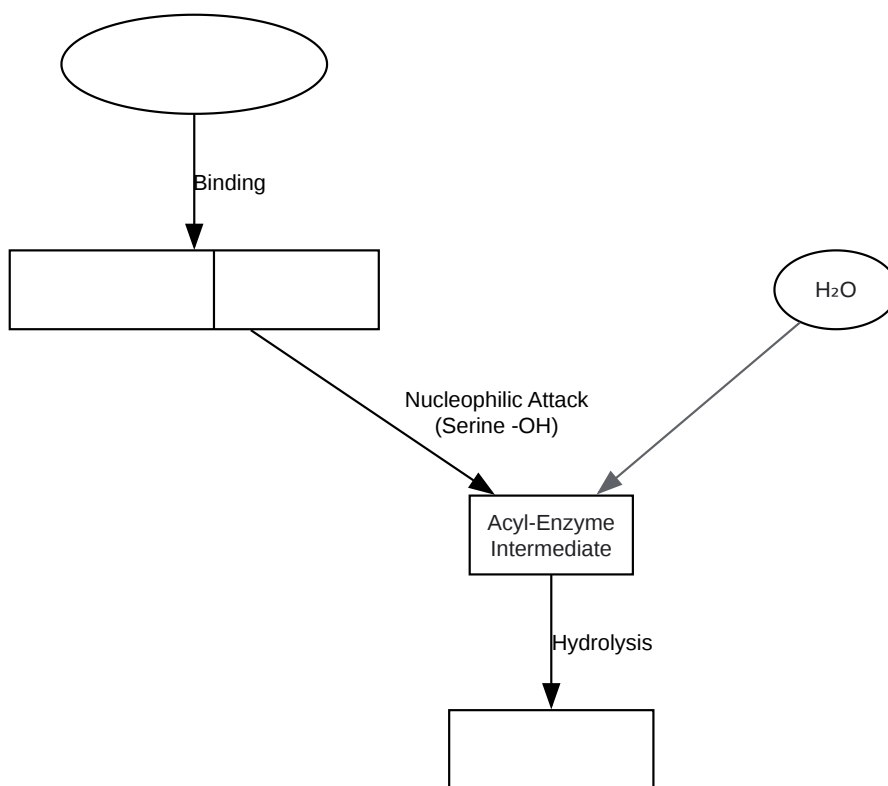 Binding
H₂O
Nucleophilic Attack
(Serine -OH)
Acyl-Enzyme
Intermediate
Hydrolysis